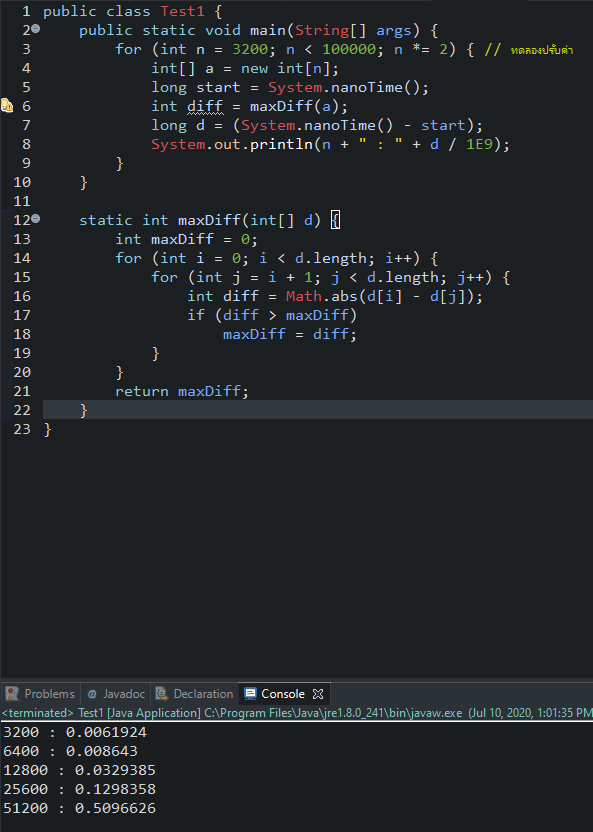 1 public class Test1 {
2 public static void main(String[] args) {
3 for (int n = 3200; n < 100000; n *= 2) { // ทดลองปรับค่า
4 int[] a = new int[n];
5 long start = System.nanoTime();
6 int diff = maxDiff(a);
7 long d = (System.nanoTime() - start);
8 System.out.println(n + " : " + d / 1E9);
9 }
10 }
11
12 static int maxDiff(int[] d) {
13 int maxDiff = 0;
14 for (int i = 0; i < d.length; i++) {
15 for (int j = i + 1; j < d.length; j++) {
16 int diff = Math.abs(d[i] - d[j]);
17 if (diff > maxDiff)
18 maxDiff = diff;
19 }
20 }
21 return maxDiff;
22 }
23 }
Problems @ Javadoc Declaration Console
<terminated> Test1 [Java Application] C:\Program Files\Java\jre1.8.0_241\bin\javaw.exe (Jul 10, 2020, 1:01:35 PM
3200 : 0.0061924
6400 : 0.008643
12800 : 0.0329385
25600 : 0.1298358
51200 : 0.5096626